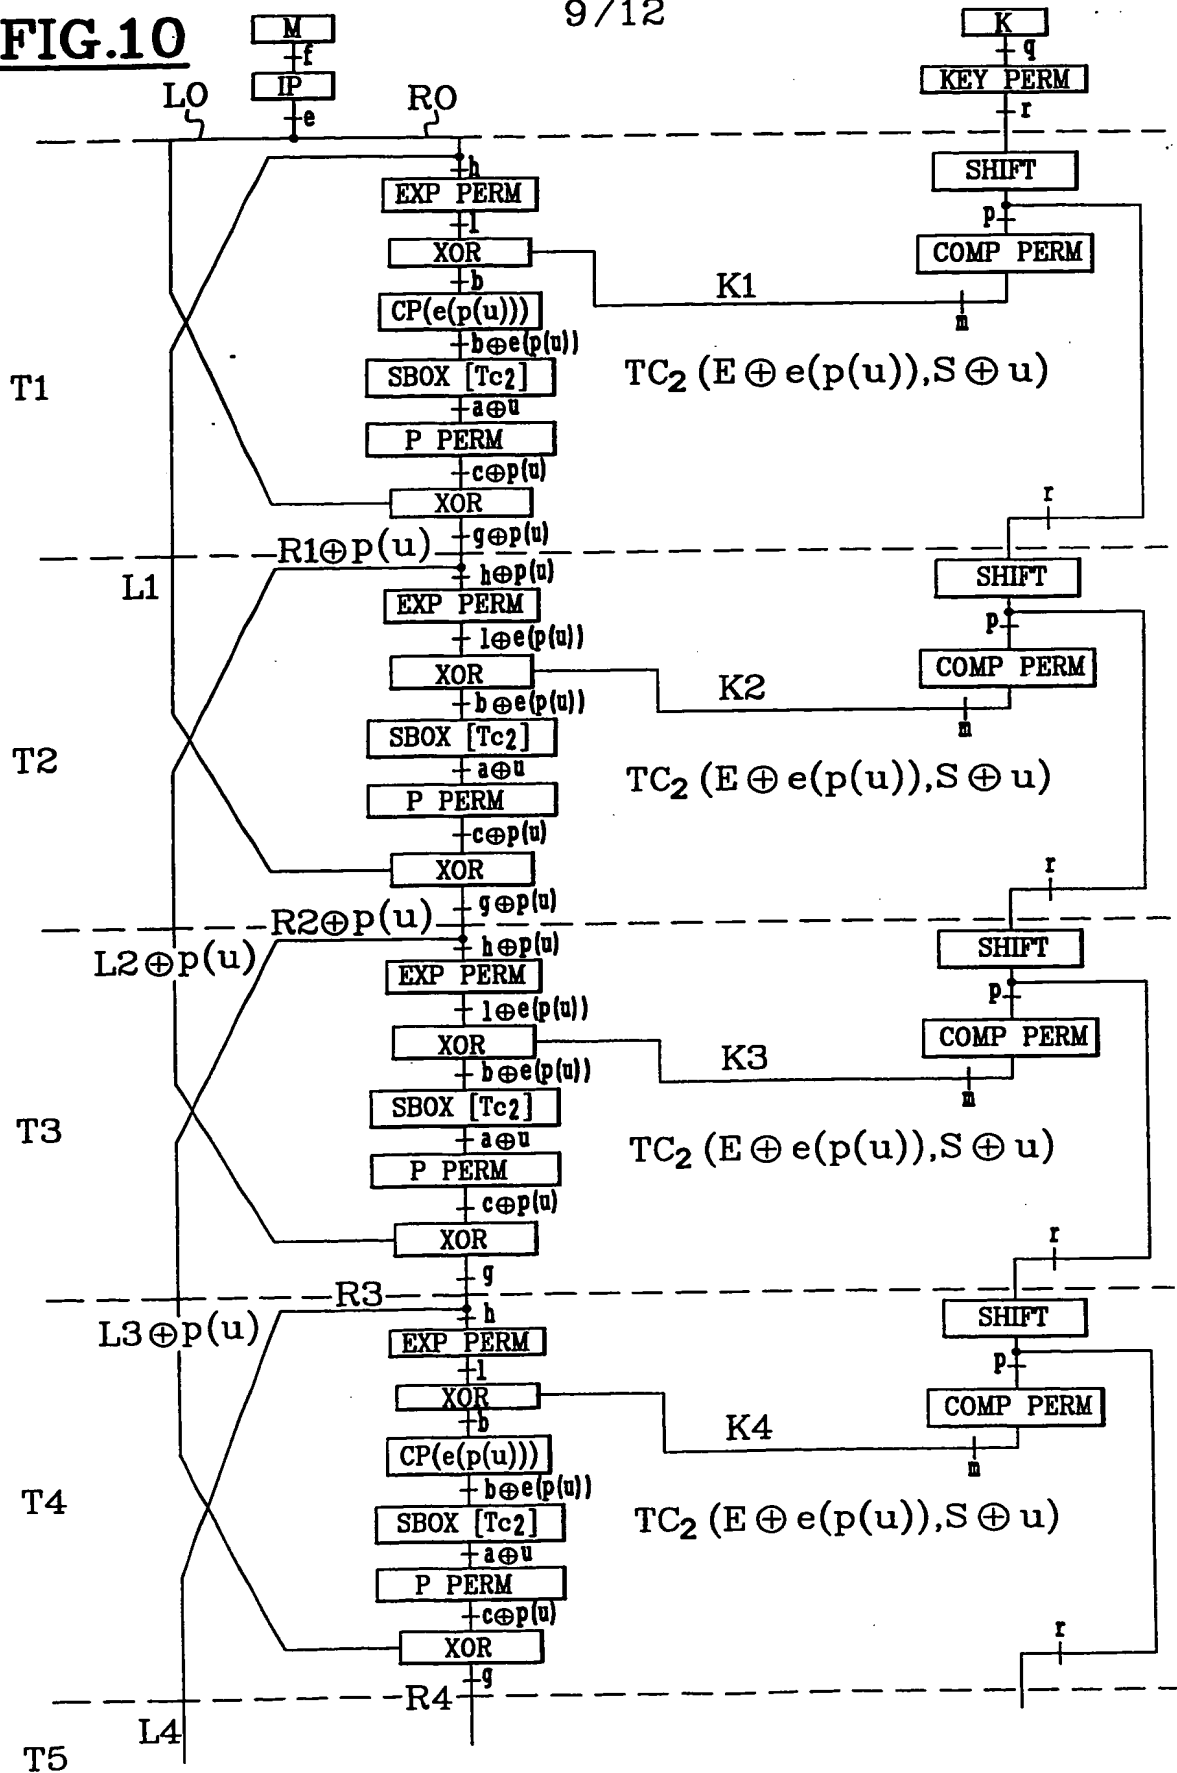 FIG.10
9/12
M
K
f
q
IP
KEY PERM
e
r
L0
R0
h
SHIFT
EXP PERM
p
l
XOR
COMP PERM
b
K1
m
CP(e(p(u)))
b⊕e(p(u))
T1
SBOX [Tc2]
TC2 (E ⊕ e(p(u)),S ⊕ u)
a⊕u
P PERM
c⊕p(u)
XOR
r
g⊕p(u)
R1⊕p(u)
L1
h⊕p(u)
SHIFT
EXP PERM
p
l⊕e(p(u))
XOR
COMP PERM
K2
b⊕e(p(u))
m
T2
SBOX [Tc2]
TC2 (E ⊕ e(p(u)),S ⊕ u)
a⊕u
P PERM
c⊕p(u)
XOR
r
g⊕p(u)
R2⊕p(u)
L2⊕p(u)
h⊕p(u)
SHIFT
EXP PERM
p
l⊕e(p(u))
XOR
COMP PERM
K3
b⊕e(p(u))
m
T3
SBOX [Tc2]
TC2 (E ⊕ e(p(u)),S ⊕ u)
a⊕u
P PERM
c⊕p(u)
XOR
r
g
R3
L3⊕p(u)
h
SHIFT
EXP PERM
p
l
XOR
COMP PERM
b
K4
m
CP(e(p(u)))
b⊕e(p(u))
T4
SBOX [Tc2]
TC2 (E ⊕ e(p(u)),S ⊕ u)
a⊕u
P PERM
c⊕p(u)
XOR
r
g
R4
L4
T5